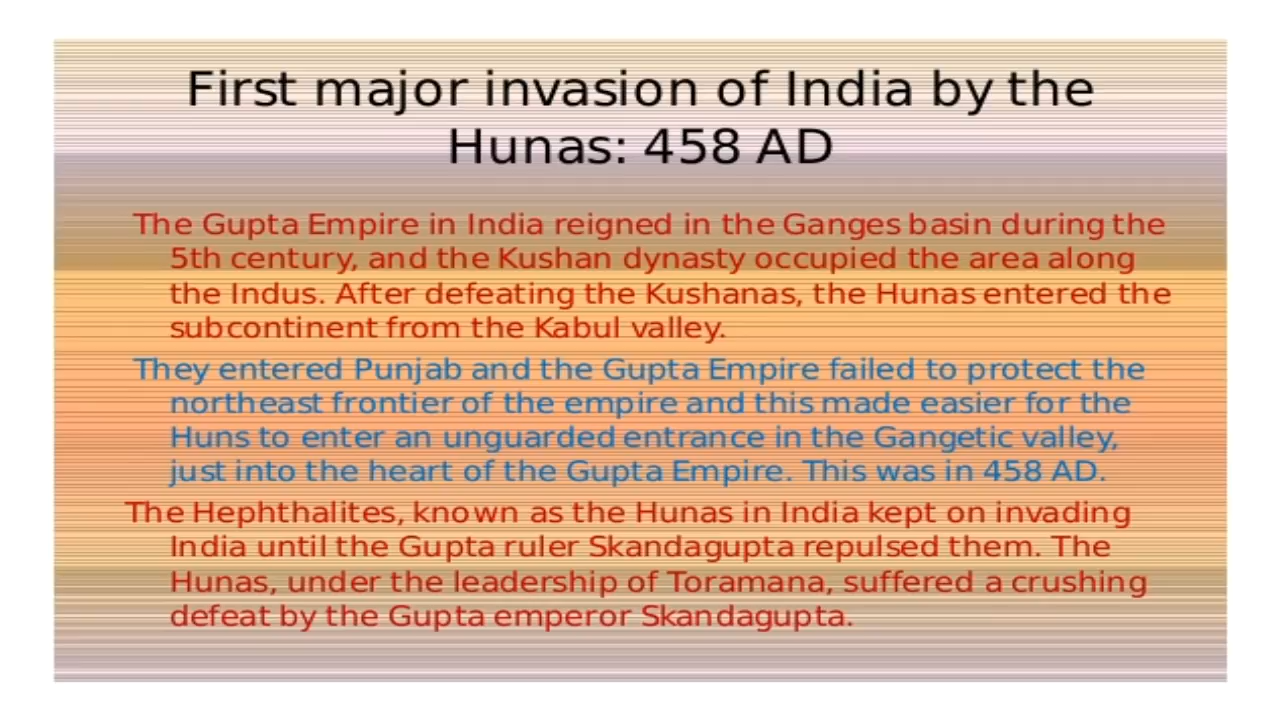 First major invasion of India by the
Hunas: 458 AD
The Gupta Empire in India reigned in the Ganges basin during the
5th century, and the Kushan dynasty occupied the area along
the Indus. After defeating the Kushanas, the Hunas entered the
subcontinent from the Kabul valley.
They entered Punjab and the Gupta Empire failed to protect the
northeast frontier of the empire and this made easier for the
Huns to enter an unguarded entrance in the Gangetic valley,
just into the heart of the Gupta Empire. This was in 458 AD.
The Hephthalites, known as the Hunas in India kept on invading
India until the Gupta ruler Skandagupta repulsed them. The
Hunas, under the leadership of Toramana, suffered a crushing
defeat by the Gupta emperor Skandagupta.